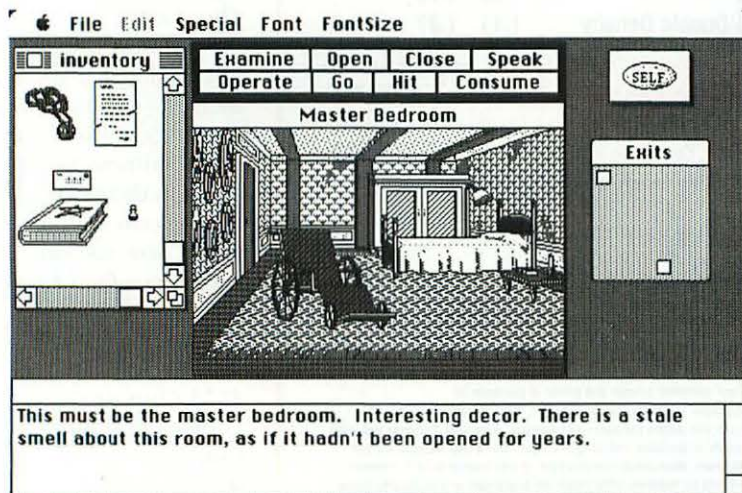 File Edit Special Font FontSize
inventory
Examine Open Close Speak
Operate Go Hit Consume
SELF
Master Bedroom
Exits
This must be the master bedroom.  Interesting decor.  There is a stale
smell about this room, as if it hadn't been opened for years.